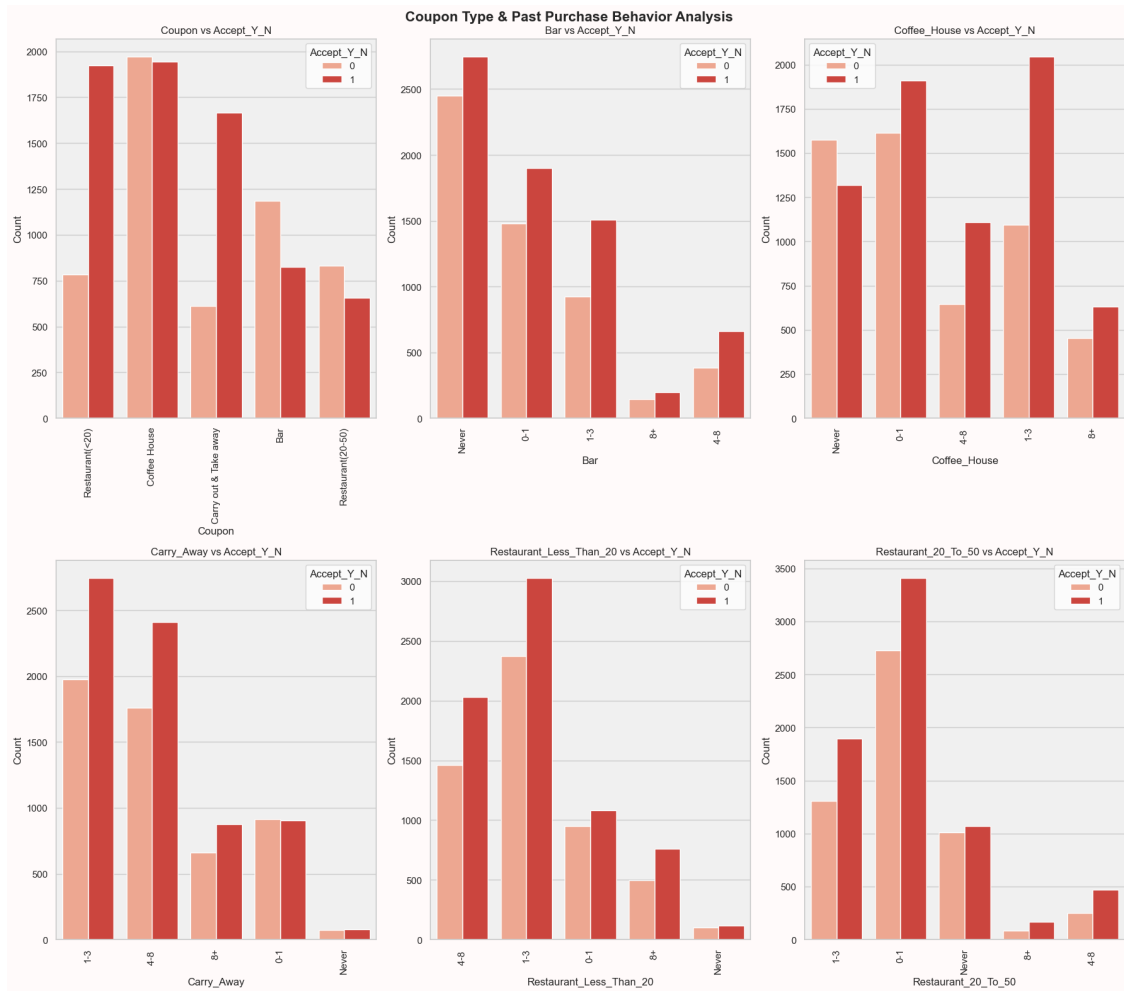 Coupon Type & Past Purchase Behavior Analysis
Coupon vs Accept_Y_N
Accept_Y_N
0
1
2000
1750
1500
1250
1000
750
500
250
0
Count
Restaurant(<20)
Coffee House
Carry out & Take away
Bar
Restaurant(20-50)
Coupon
Bar vs Accept_Y_N
Accept_Y_N
0
1
2500
2000
1500
1000
500
0
Count
Never
0-1
1-3
8+
4-8
Bar
Coffee_House vs Accept_Y_N
Accept_Y_N
0
1
2000
1750
1500
1250
1000
750
500
250
0
Count
Never
0-1
4-8
1-3
8+
Coffee_House
Carry_Away vs Accept_Y_N
Accept_Y_N
0
1
2500
2000
1500
1000
500
0
Count
1-3
4-8
8+
0-1
Never
Carry_Away
Restaurant_Less_Than_20 vs Accept_Y_N
Accept_Y_N
0
1
3000
2500
2000
1500
1000
500
0
Count
4-8
1-3
0-1
8+
Never
Restaurant_Less_Than_20
Restaurant_20_To_50 vs Accept_Y_N
Accept_Y_N
0
1
3500
3000
2500
2000
1500
1000
500
0
Count
1-3
0-1
Never
8+
4-8
Restaurant_20_To_50